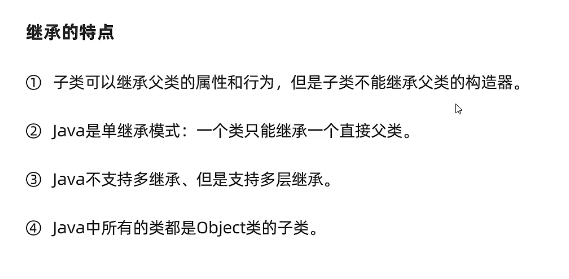 继承的特点
① 子类可以继承父类的属性和行为，但是子类不能继承父类的构造器。
② Java是单继承模式：一个类只能继承一个直接父类。
③ Java不支持多继承、但是支持多层继承。
④ Java中所有的类都是Object类的子类。